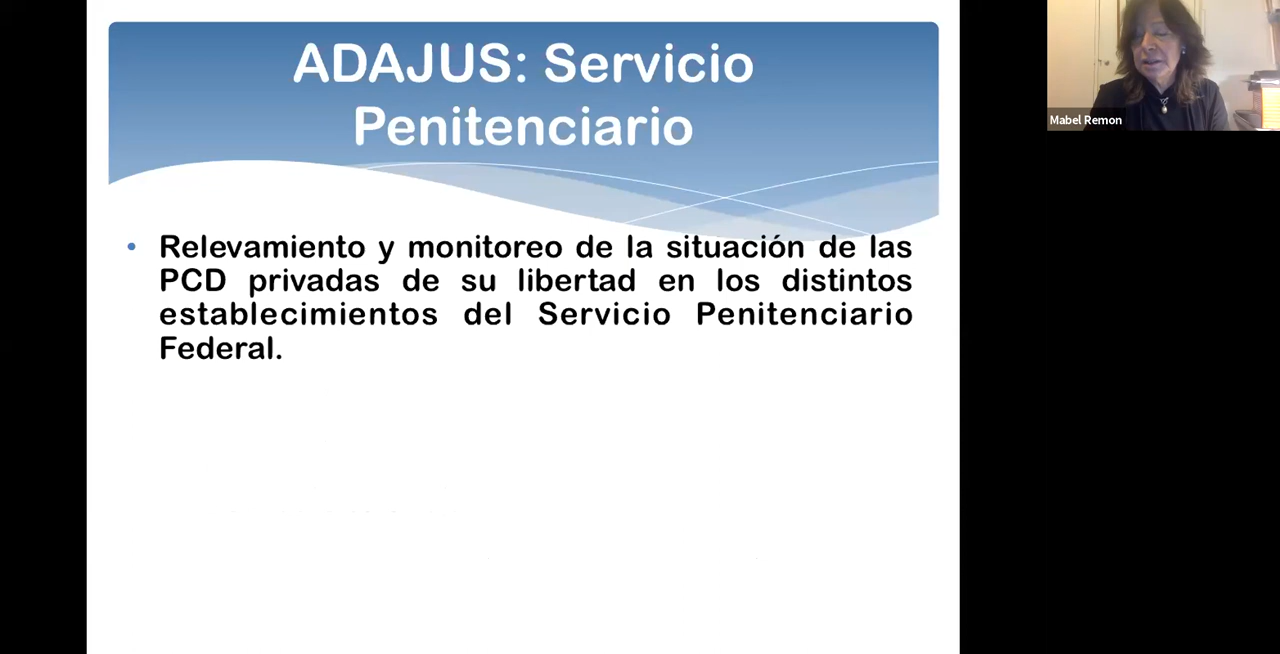 ADAJUS: Servicio
Penitenciario
• Relevamiento y monitoreo de la situación de las
PCD privadas de su libertad en los distintos
establecimientos del Servicio Penitenciario
Federal.
Mabel Remon